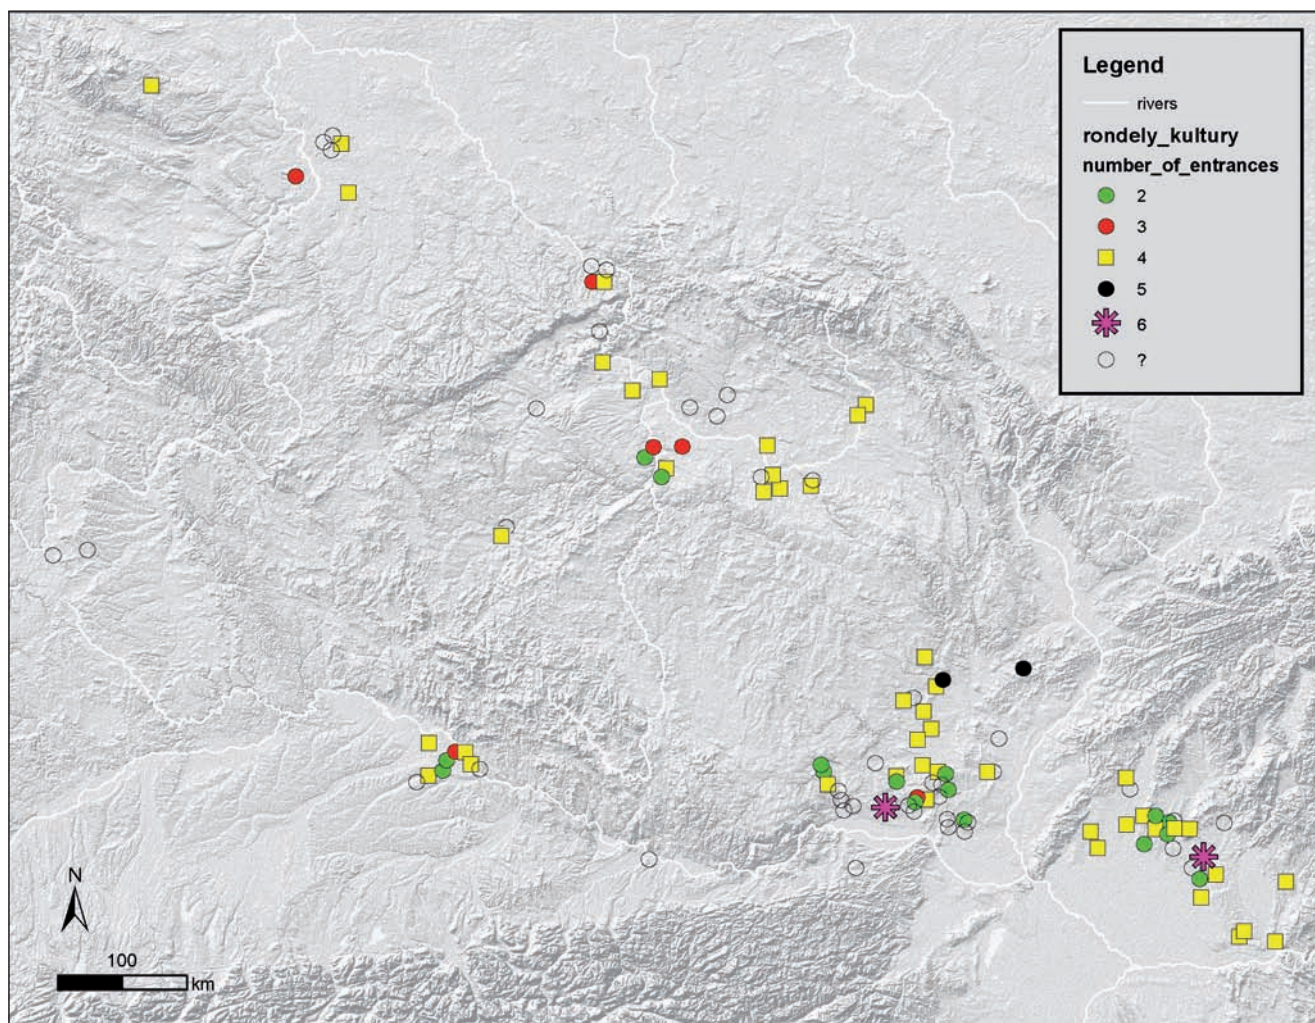 Legend
rivers
rondely_kultury
number_of_entrances
2
3
4
5
6
?
N
100
km